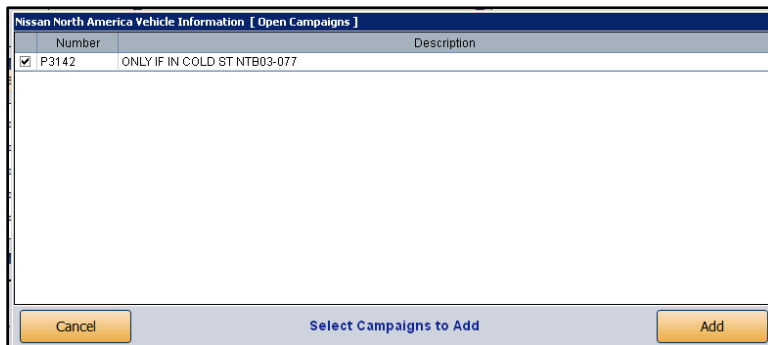 Nissan North America Vehicle Information [ Open Campaigns ]
Number Description
P3142 ONLY IF IN COLD ST NTB03-077
Cancel Select Campaigns to Add Add